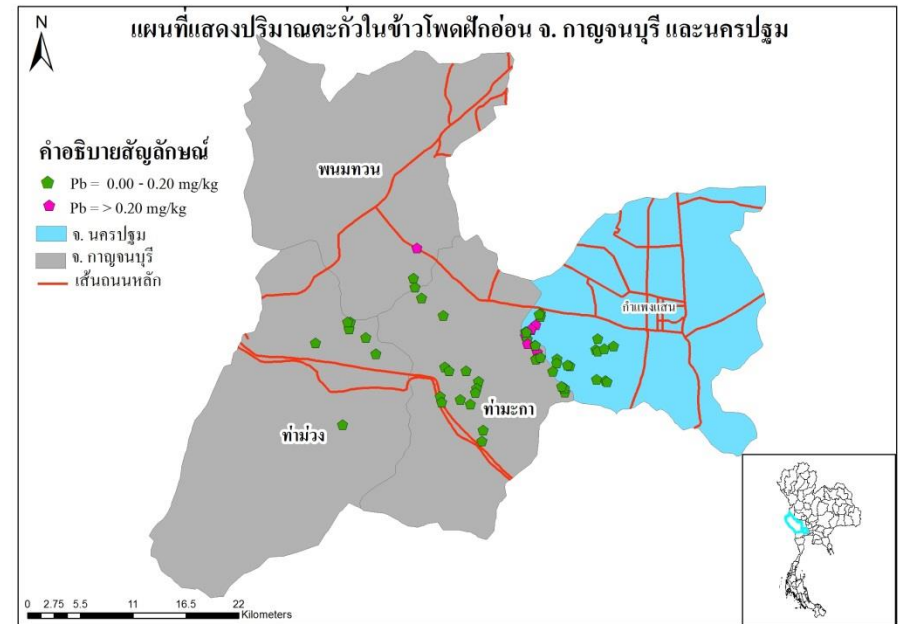 แผนที่แสดงปริมาณตะกั่วในข้าวโพดฝักอ่อน จ. กาญจนบุรี และนครปฐม
N
คำอธิบายสัญลักษณ์
Pb = 0.00 - 0.20 mg/kg
Pb = > 0.20 mg/kg
จ. นครปฐม
จ. กาญจนบุรี
เส้นถนนหลัก
พนมทวน
กำแพงแสน
ท่ามะกา
ท่าม่วง
0 2.75 5.5 11 16.5 22
Kilometers